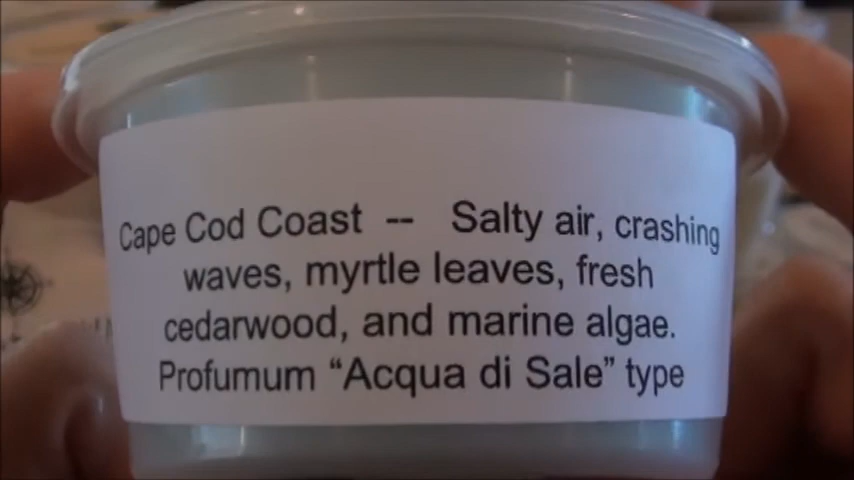 Cape Cod Coast -- Salty air, crashing
waves, myrtle leaves, fresh
cedarwood, and marine algae.
Profumum “Acqua di Sale” type